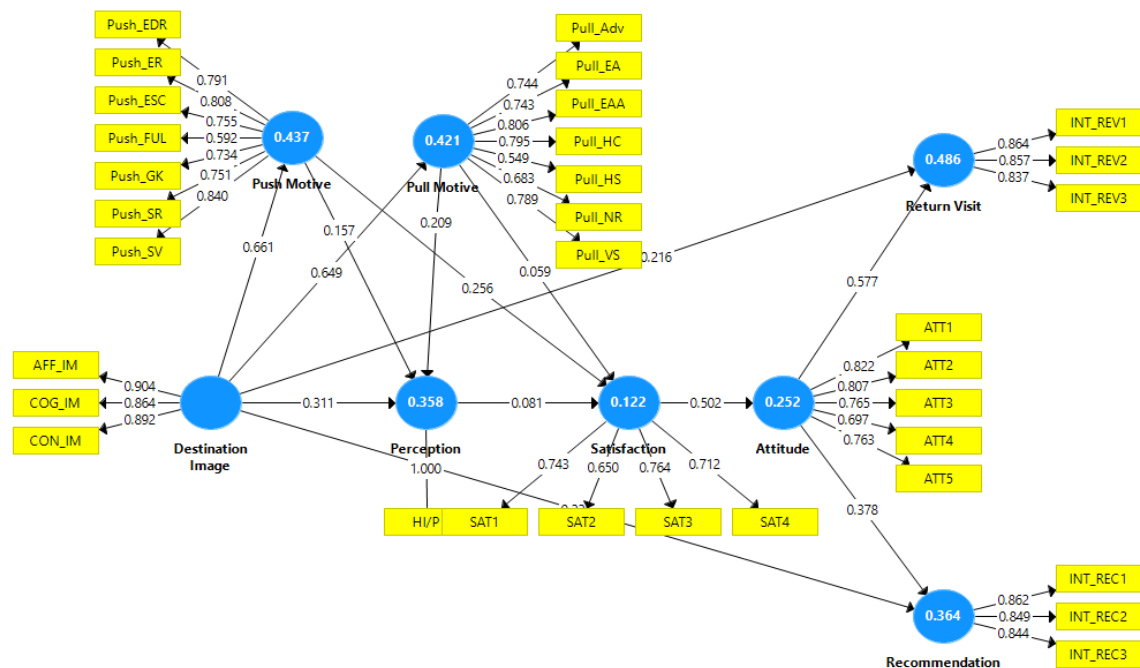 Push_EDR
Push_ER
Push_ESC
Push_FUL
Push_GK
Push_SR
Push_SV
0.791
0.808
0.755
0.592
0.734
0.751
0.840
0.437
Push Motive
0.421
Pull Motive
0.744
0.743
0.806
0.795
0.549
0.683
0.789
Pull_Adv
Pull_EA
Pull_EAA
Pull_HC
Pull_HS
Pull_NR
Pull_VS
0.486
Return Visit
0.864
0.857
0.837
INT_REV1
INT_REV2
INT_REV3
0.661
0.649
0.157
0.209
0.256
0.059
0.216
0.577
AFF_IM
COG_IM
CON_IM
0.904
0.864
0.892
Destination
Image
0.311
0.358
Perception
0.081
0.122
Satisfaction
0.502
0.252
Attitude
0.822
0.807
0.765
0.697
0.763
ATT1
ATT2
ATT3
ATT4
ATT5
1.000
HI/P
0.743
0.650
0.764
0.712
SAT1
SAT2
SAT3
SAT4
0.378
0.364
Recommendation
0.862
0.849
0.844
INT_REC1
INT_REC2
INT_REC3